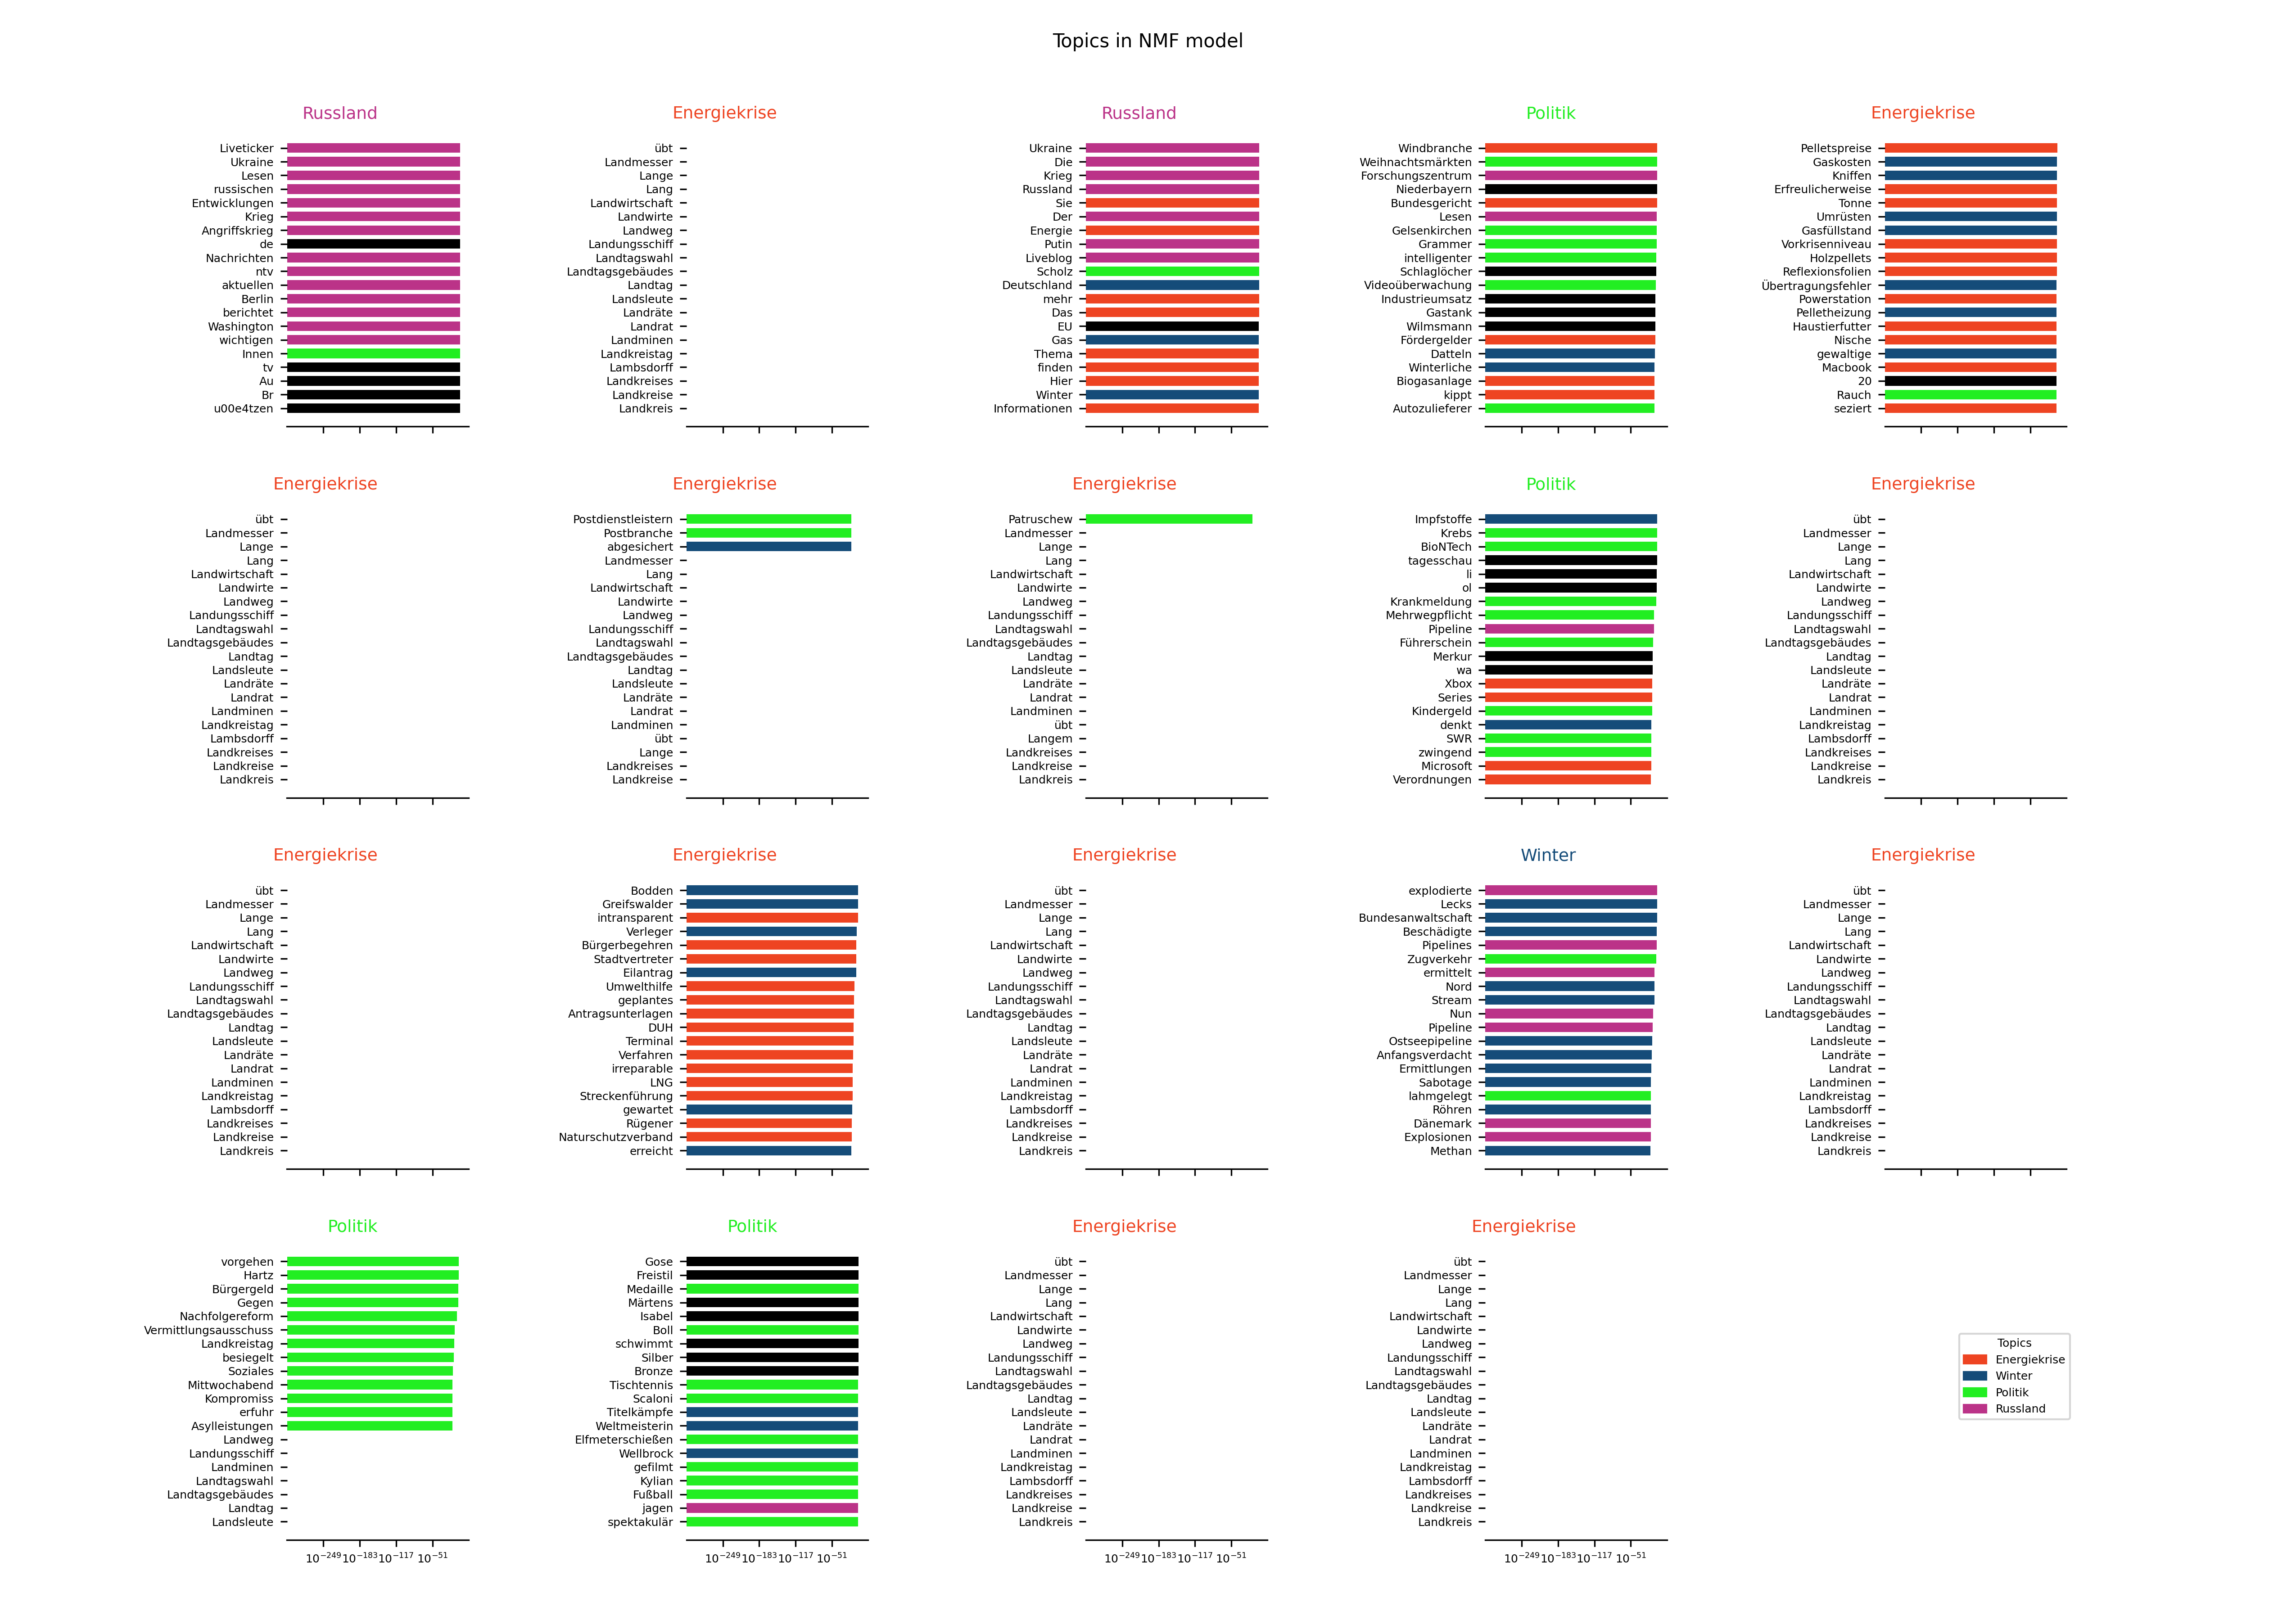 Topics in NMF model
Russland
Liveticker
Ukraine
Lesen
russischen
Entwicklungen
Krieg
Angriffskrieg
de
Nachrichten
ntv
aktuellen
Berlin
berichtet
Washington
wichtigen
Innen
tv
Au
Br
u00e4tzen
Energiekrise
übt
Landmesser
Lange
Lang
Landwirtschaft
Landwirte
Landweg
Landungsschiff
Landtagswahl
Landtagsgebäudes
Landtag
Landsleute
Landräte
Landrat
Landminen
Landkreistag
Lambsdorff
Landkreises
Landkreise
Landkreis
Russland
Ukraine
Die
Krieg
Russland
Sie
Der
Energie
Putin
Liveblog
Scholz
Deutschland
mehr
Das
EU
Gas
Thema
finden
Hier
Winter
Informationen
Politik
Windbranche
Weihnachtsmärkten
Forschungszentrum
Niederbayern
Bundesgericht
Lesen
Gelsenkirchen
Grammer
intelligenter
Schlaglöcher
Videoüberwachung
Industrieumsatz
Gastank
Wilmsmann
Fördergelder
Datteln
Winterliche
Biogasanlage
kippt
Autozulieferer
Energiekrise
Pelletspreise
Gaskosten
Kniffen
Erfreulicherweise
Tonne
Umrüsten
Gasfüllstand
Vorkrisenniveau
Holzpellets
Reflexionsfolien
Übertragungsfehler
Powerstation
Pelletheizung
Haustierfutter
Nische
gewaltige
Macbook
20
Rauch
seziert
Energiekrise
übt
Landmesser
Lange
Lang
Landwirtschaft
Landwirte
Landweg
Landungsschiff
Landtagswahl
Landtagsgebäudes
Landtag
Landsleute
Landräte
Landrat
Landminen
Landkreistag
Lambsdorff
Landkreises
Landkreise
Landkreis
Energiekrise
Postdienstleistern
Postbranche
abgesichert
Landmesser
Lang
Landwirtschaft
Landwirte
Landweg
Landungsschiff
Landtagswahl
Landtagsgebäudes
Landtag
Landsleute
Landräte
Landrat
Landminen
übt
Lange
Landkreises
Landkreise
Energiekrise
Patruschew
Landmesser
Lange
Lang
Landwirtschaft
Landwirte
Landweg
Landungsschiff
Landtagswahl
Landtagsgebäudes
Landtag
Landsleute
Landräte
Landrat
Landminen
übt
Langem
Landkreises
Landkreise
Landkreis
Politik
Impfstoffe
Krebs
BioNTech
tagesschau
li
ol
Krankmeldung
Mehrwegpflicht
Pipeline
Führerschein
Merkur
wa
Xbox
Series
Kindergeld
denkt
SWR
zwingend
Microsoft
Verordnungen
Energiekrise
übt
Landmesser
Lange
Lang
Landwirtschaft
Landwirte
Landweg
Landungsschiff
Landtagswahl
Landtagsgebäudes
Landtag
Landsleute
Landräte
Landrat
Landminen
Landkreistag
Lambsdorff
Landkreises
Landkreise
Landkreis
Energiekrise
übt
Landmesser
Lange
Lang
Landwirtschaft
Landwirte
Landweg
Landungsschiff
Landtagswahl
Landtagsgebäudes
Landtag
Landsleute
Landräte
Landrat
Landminen
Landkreistag
Lambsdorff
Landkreises
Landkreise
Landkreis
Energiekrise
Bodden
Greifswalder
intransparent
Verleger
Bürgerbegehren
Stadtvertreter
Eilantrag
Umwelthilfe
geplantes
Antragsunterlagen
DUH
Terminal
Verfahren
irreparable
LNG
Streckenführung
gewartet
Rügener
Naturschutzverband
erreicht
Energiekrise
übt
Landmesser
Lange
Lang
Landwirtschaft
Landwirte
Landweg
Landungsschiff
Landtagswahl
Landtagsgebäudes
Landtag
Landsleute
Landräte
Landrat
Landminen
Landkreistag
Lambsdorff
Landkreises
Landkreise
Landkreis
Winter
explodierte
Lecks
Bundesanwaltschaft
Beschädigte
Pipelines
Zugverkehr
ermittelt
Nord
Stream
Nun
Pipeline
Ostseepipeline
Anfangsverdacht
Ermittlungen
Sabotage
lahmgelegt
Röhren
Dänemark
Explosionen
Methan
Energiekrise
übt
Landmesser
Lange
Lang
Landwirtschaft
Landwirte
Landweg
Landungsschiff
Landtagswahl
Landtagsgebäudes
Landtag
Landsleute
Landräte
Landrat
Landminen
Landkreistag
Lambsdorff
Landkreises
Landkreise
Landkreis
Politik
vorgehen
Hartz
Bürgergeld
Gegen
Nachfolgereform
Vermittlungsausschuss
Landkreistag
besiegelt
Soziales
Mittwochabend
Kompromiss
erfuhr
Asylleistungen
Landweg
Landungsschiff
Landminen
Landtagswahl
Landtagsgebäudes
Landtag
Landsleute
10⁻²⁴⁹ 10⁻¹⁸³ 10⁻¹¹⁷ 10⁻⁵¹
Politik
Gose
Freistil
Medaille
Märtens
Isabel
Boll
schwimmt
Silber
Bronze
Tischtennis
Scaloni
Titelkämpfe
Weltmeisterin
Elfmeterschießen
Wellbrock
gefilmt
Kylian
Fußball
jagen
spektakulär
10⁻²⁴⁹ 10⁻¹⁸³ 10⁻¹¹⁷ 10⁻⁵¹
Energiekrise
übt
Landmesser
Lange
Lang
Landwirtschaft
Landwirte
Landweg
Landungsschiff
Landtagswahl
Landtagsgebäudes
Landtag
Landsleute
Landräte
Landrat
Landminen
Landkreistag
Lambsdorff
Landkreises
Landkreise
Landkreis
10⁻²⁴⁹ 10⁻¹⁸³ 10⁻¹¹⁷ 10⁻⁵¹
Energiekrise
übt
Landmesser
Lange
Lang
Landwirtschaft
Landwirte
Landweg
Landungsschiff
Landtagswahl
Landtagsgebäudes
Landtag
Landsleute
Landräte
Landrat
Landminen
Landkreistag
Lambsdorff
Landkreises
Landkreise
Landkreis
10⁻²⁴⁹ 10⁻¹⁸³ 10⁻¹¹⁷ 10⁻⁵¹
Topics
Energiekrise
Winter
Politik
Russland